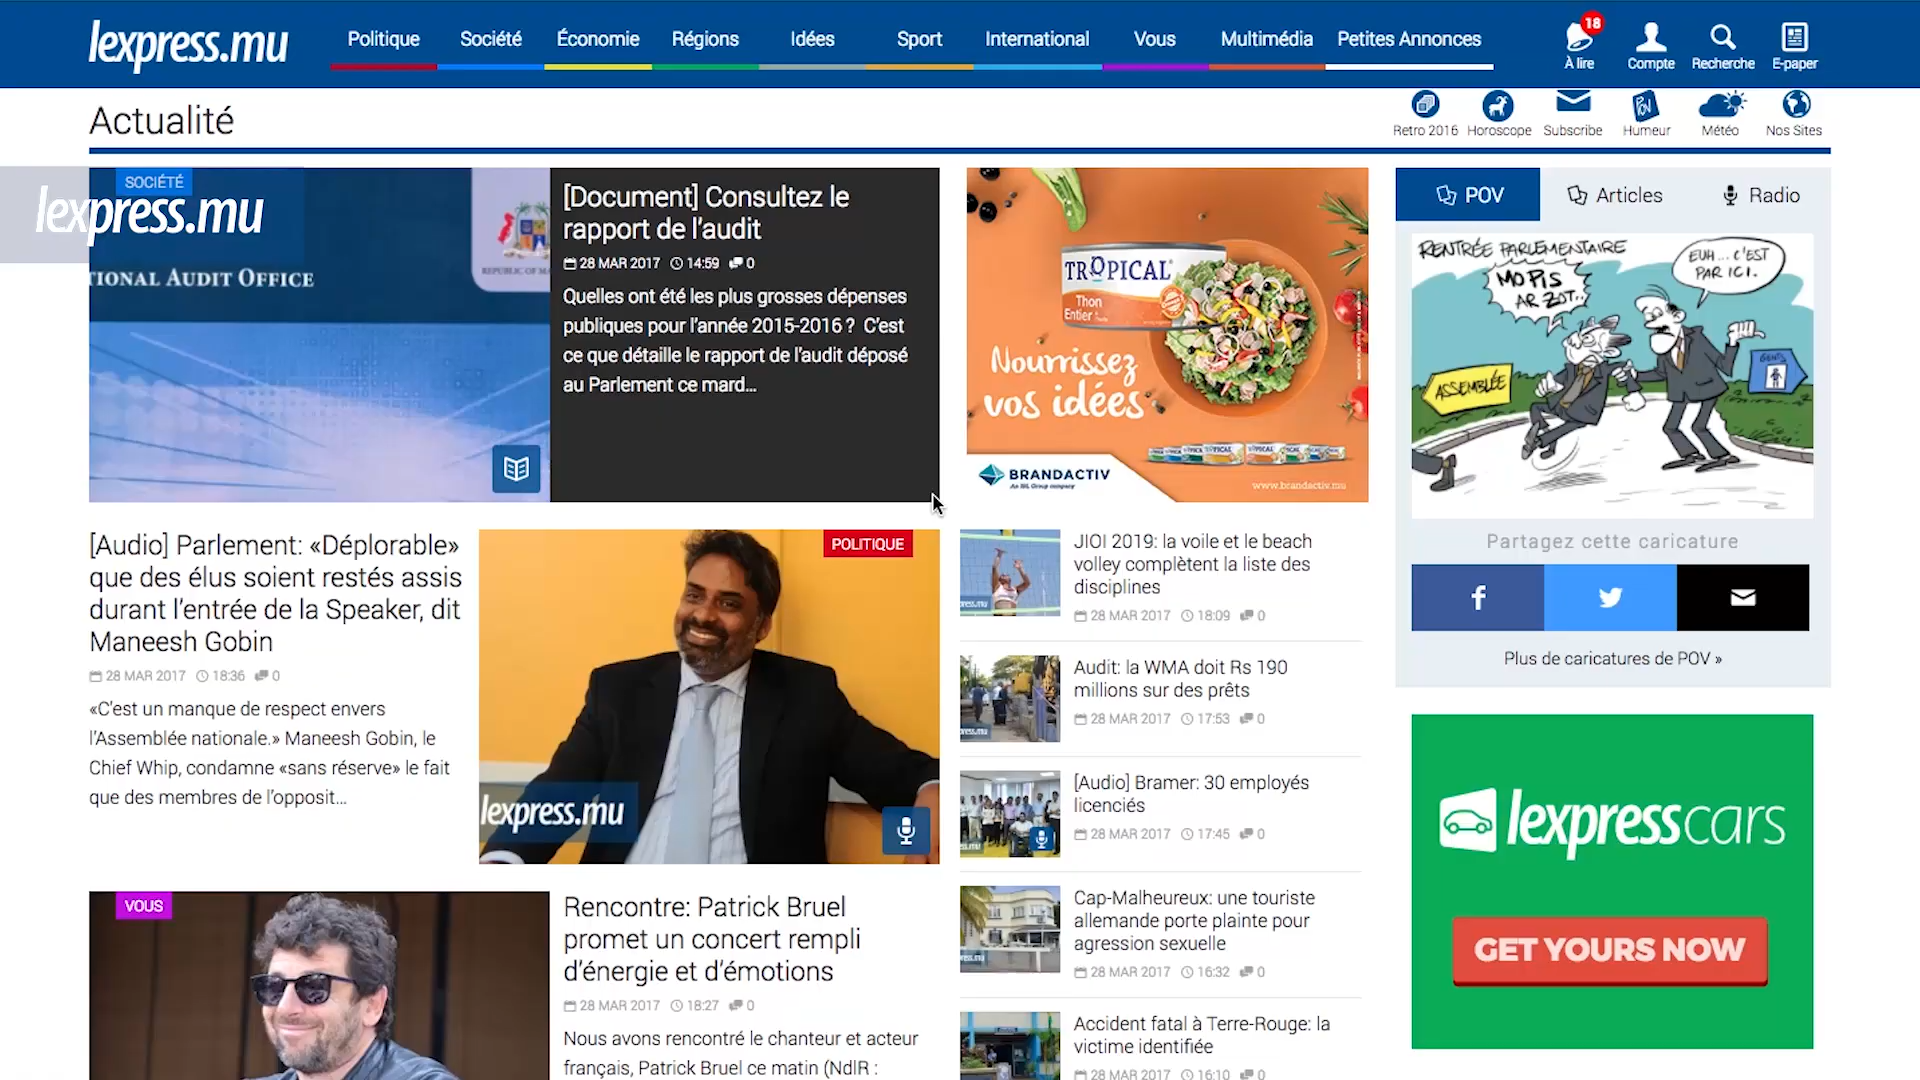 lexpress.mu
Politique
Société
Économie
Régions
Idées
Sport
International
Vous
Multimédia
Petites Annonces
18
À lire
Compte
Recherche
E-paper
Actualité
Retro 2016
Horoscope
Subscribe
Humeur
Météo
Nos Sites
SOCIÉTÉ
lexpress.mu
TIONAL AUDIT OFFICE
[Document] Consultez le
rapport de l'audit
28 MAR 2017 14:59 0
Quelles ont été les plus grosses dépenses
publiques pour l'année 2015-2016 ? C'est
ce que détaille le rapport de l'audit déposé
au Parlement ce mard...
TROPICAL
Thon
Entier
Nourrissez
vos idées
BRANDACTIV
An IBL Group company
www.brandactiv.mu
POV
Articles
Radio
RENTRÉE PARLEMENTAIRE
MO PIS
AR ZOT..
EUH... C'EST
PAR ICI.
ASSEMBLÉE
GENTS
Partagez cette caricature
Plus de caricatures de POV »
[Audio] Parlement: «Déplorable»
que des élus soient restés assis
durant l'entrée de la Speaker, dit
Maneesh Gobin
28 MAR 2017 18:36 0
«C'est un manque de respect envers
l'Assemblée nationale.» Maneesh Gobin, le
Chief Whip, condamne «sans réserve» le fait
que des membres de l'opposit...
POLITIQUE
lexpress.mu
JIOI 2019: la voile et le beach
volley complètent la liste des
disciplines
28 MAR 2017 18:09 0
Audit: la WMA doit Rs 190
millions sur des prêts
28 MAR 2017 17:53 0
[Audio] Bramer: 30 employés
licenciés
28 MAR 2017 17:45 0
Cap-Malheureux: une touriste
allemande porte plainte pour
agression sexuelle
28 MAR 2017 16:32 0
Accident fatal à Terre-Rouge: la
victime identifiée
28 MAR 2017 16:10 0
lexpresscars
GET YOURS NOW
VOUS
Rencontre: Patrick Bruel
promet un concert rempli
d'énergie et d'émotions
28 MAR 2017 18:27 0
Nous avons rencontré le chanteur et acteur
français, Patrick Bruel ce matin (NdlR :